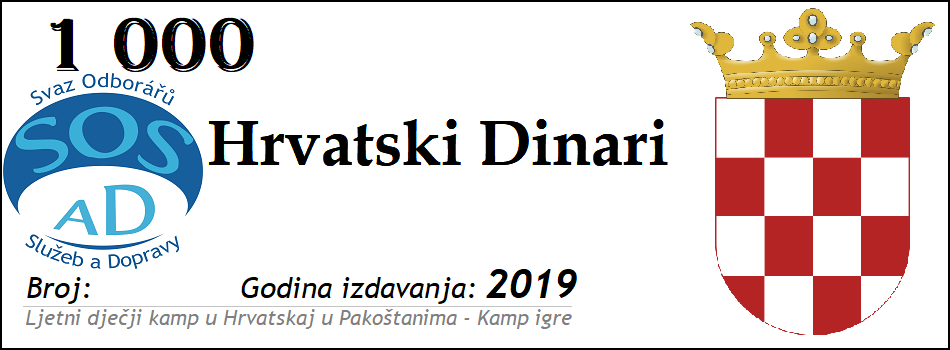 1 000
Svaz Odborářů
SOS
AD
Služeb a Dopravy
Hrvatski Dinari
Broj: Godina izdavanja: 2019
Ljetni dječji kamp u Hrvatskaj u Pakoštanima - Kamp igre